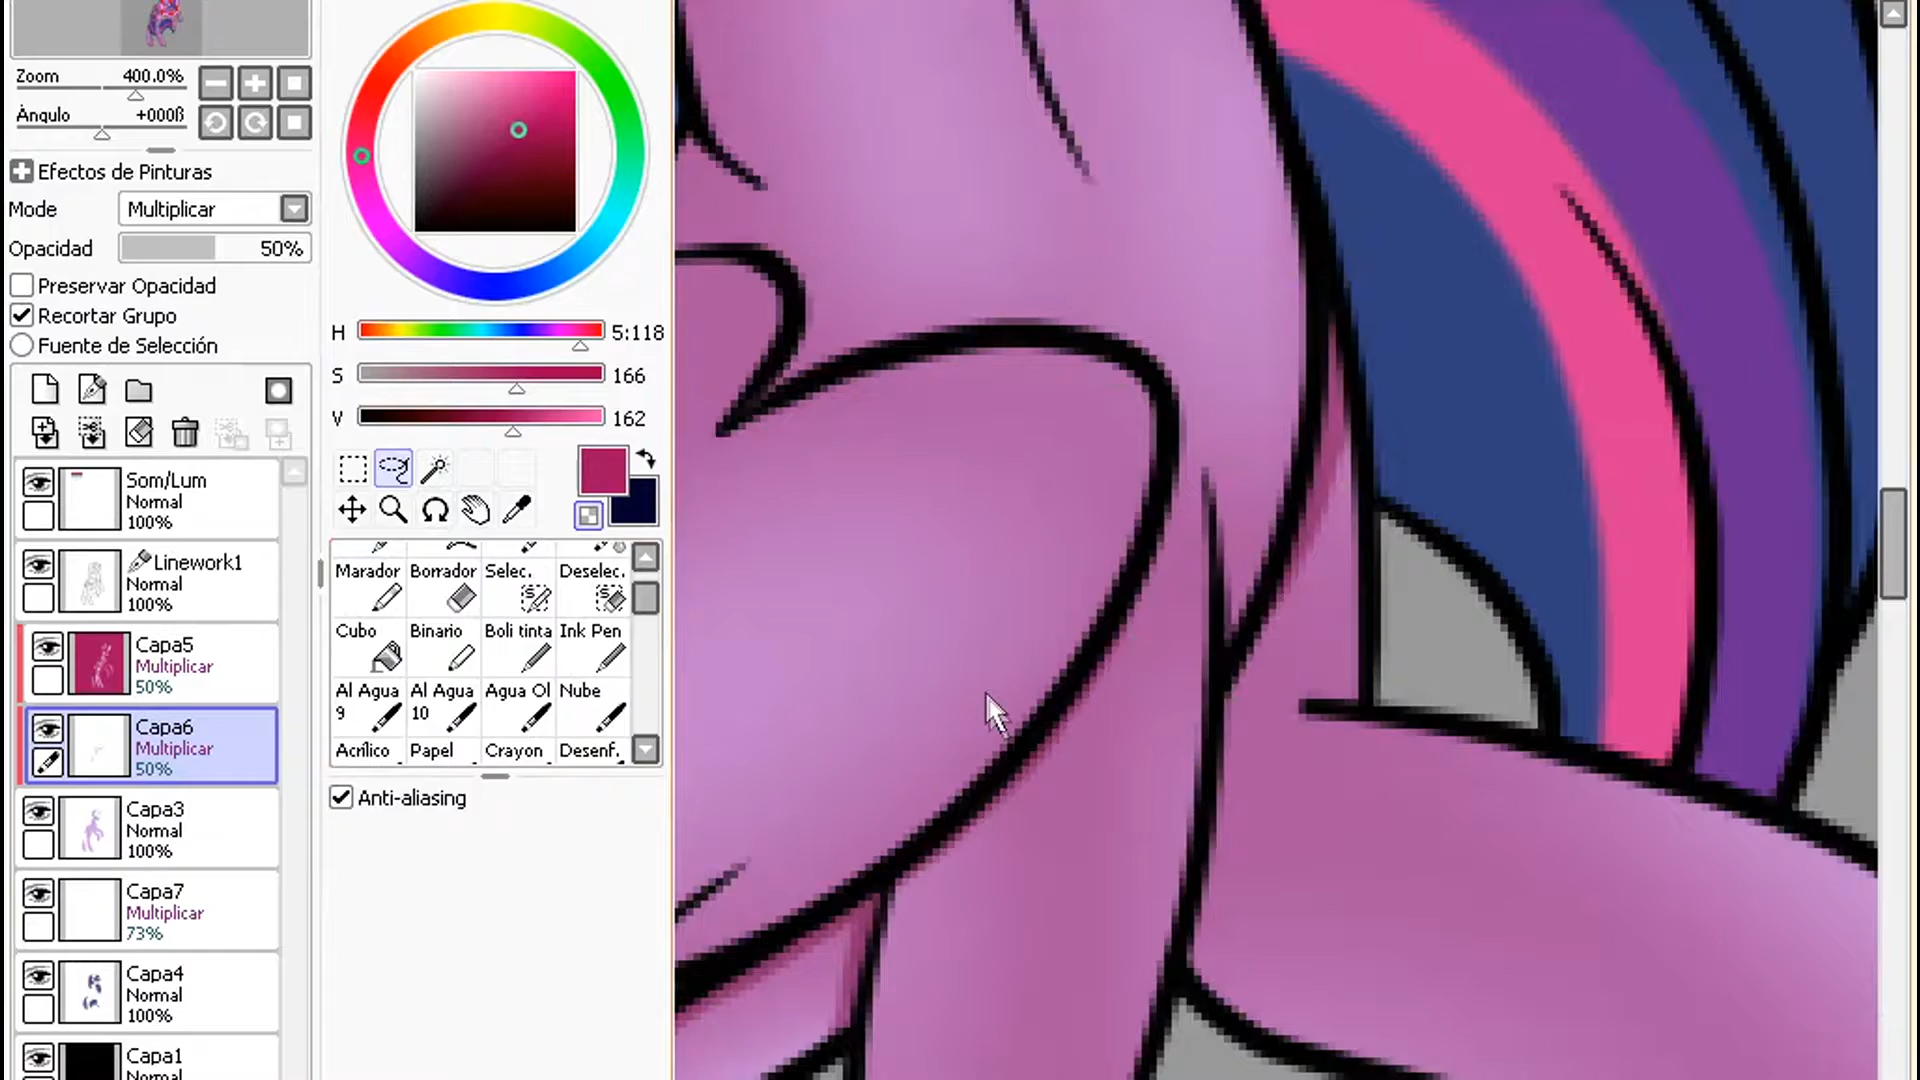 Zoom 400.0%
Àngulo +000ß
Efectos de Pinturas
Mode Multiplicar
Opacidad 50%
Preservar Opacidad
Recortar Grupo
Fuente de Selección
Som/Lum
Normal
100%
Linework1
Normal
100%
Capa5
Multiplicar
50%
Capa6
Multiplicar
50%
Capa3
Normal
100%
Capa7
Multiplicar
73%
Capa4
Normal
100%
Capa1
Normal
H 5:118
S 166
V 162
Marador Borrador Selec. Deselec.
Cubo Binario Boli tinta Ink Pen
Al Agua 9 Al Agua 10 Agua Ol Nube
Acrílico Papel Crayon Desenf.
Anti-aliasing